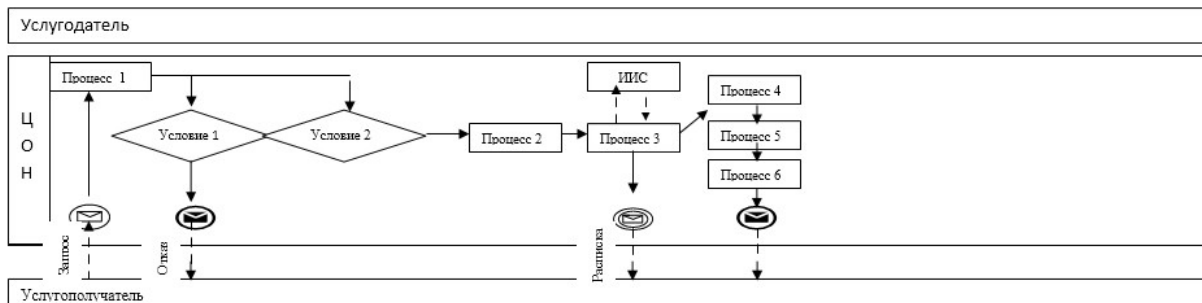 Услугодатель
Ц
О
Н
Процесс 1
ИИС
Процесс 4
Условие 1
Условие 2
Процесс 2
Процесс 3
Процесс 5
Процесс 6
Запрос
Отказ
Расписка
Услугополучатель